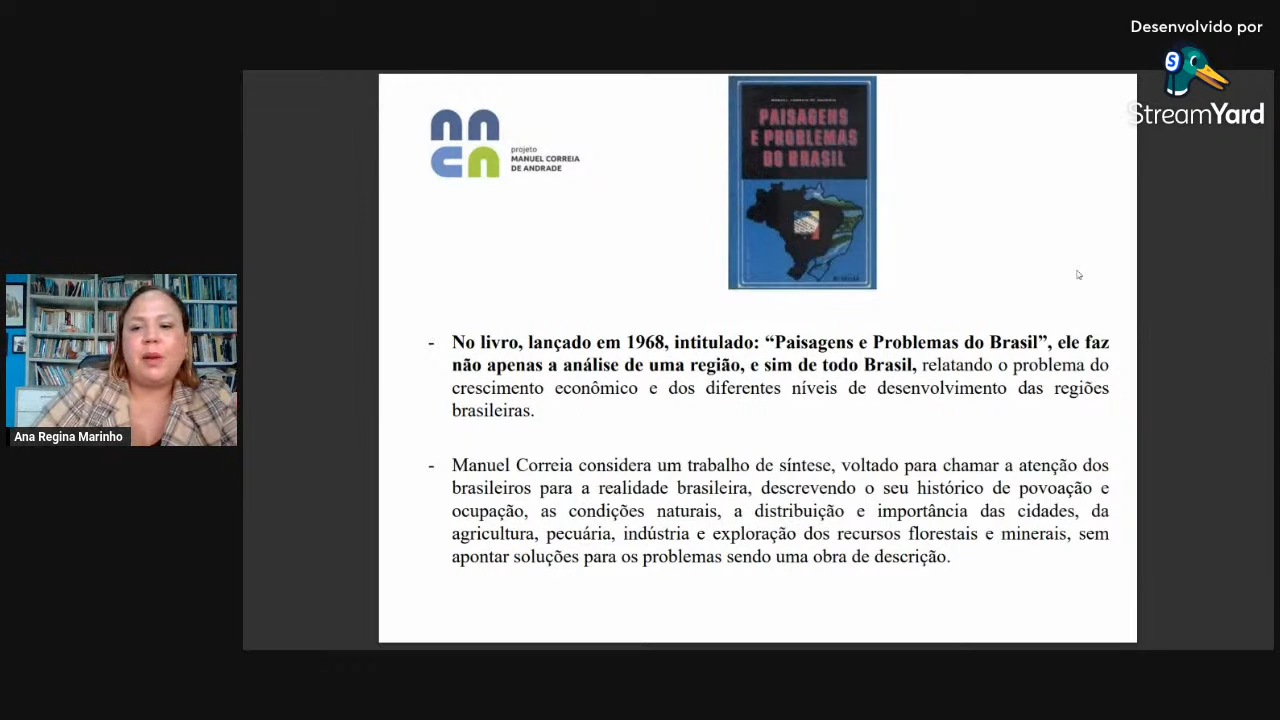 Desenvolvido por
StreamYard
projeto
MANUEL CORREIA
DE ANDRADE
MANUEL CORREIA DE ANDRADE
PAISAGENS
E PROBLEMAS
DO BRASIL
- No livro, lançado em 1968, intitulado: “Paisagens e Problemas do Brasil”, ele faz
não apenas a análise de uma região, e sim de todo Brasil, relatando o problema do
crescimento econômico e dos diferentes níveis de desenvolvimento das regiões
brasileiras.
- Manuel Correia considera um trabalho de síntese, voltado para chamar a atenção dos
brasileiros para a realidade brasileira, descrevendo o seu histórico de povoação e
ocupação, as condições naturais, a distribuição e importância das cidades, da
agricultura, pecuária, indústria e exploração dos recursos florestais e minerais, sem
apontar soluções para os problemas sendo uma obra de descrição.
Ana Regina Marinho